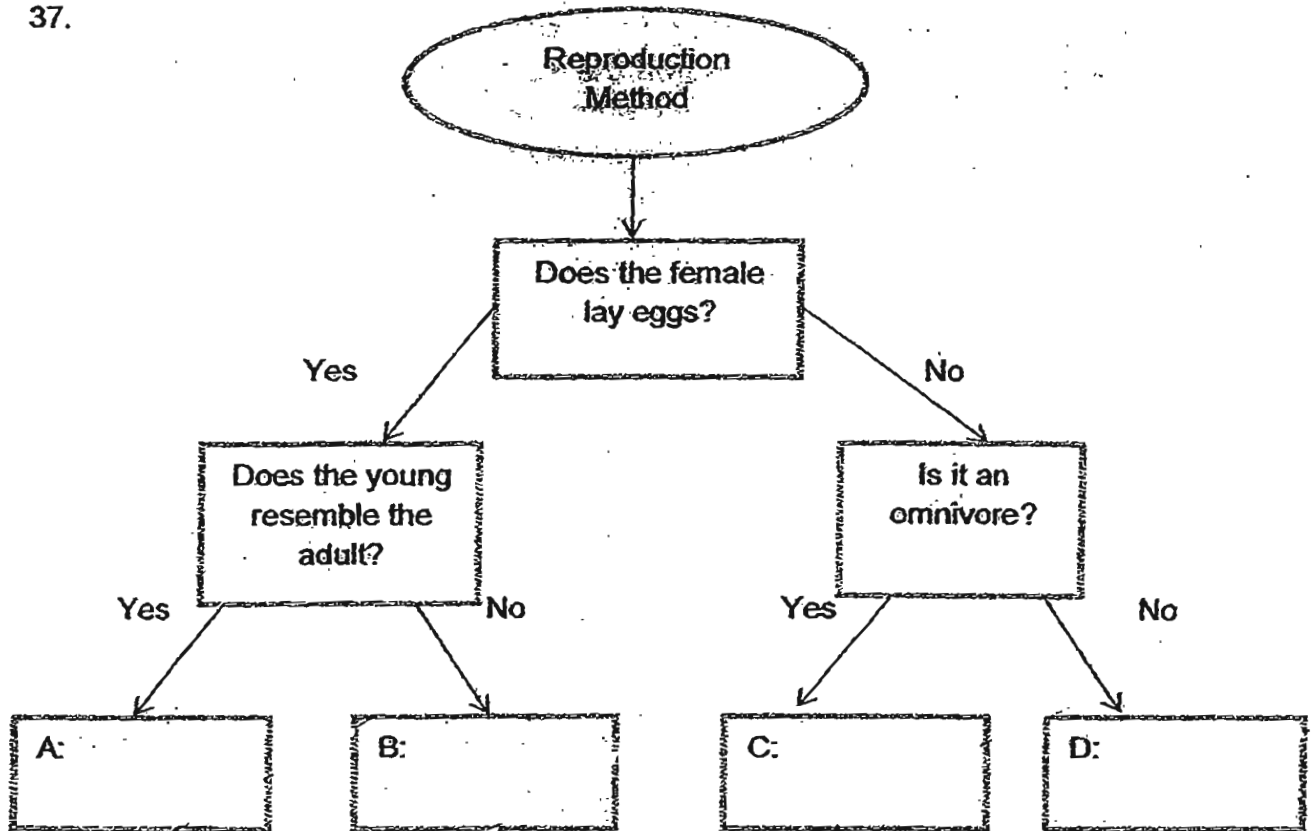 37.
Reproduction
Method
Does the female
lay eggs?
Yes
No
Does the young
resemble the
adult?
Is it an
omnivore?
Yes
No
Yes
No
A:
B:
C:
D: